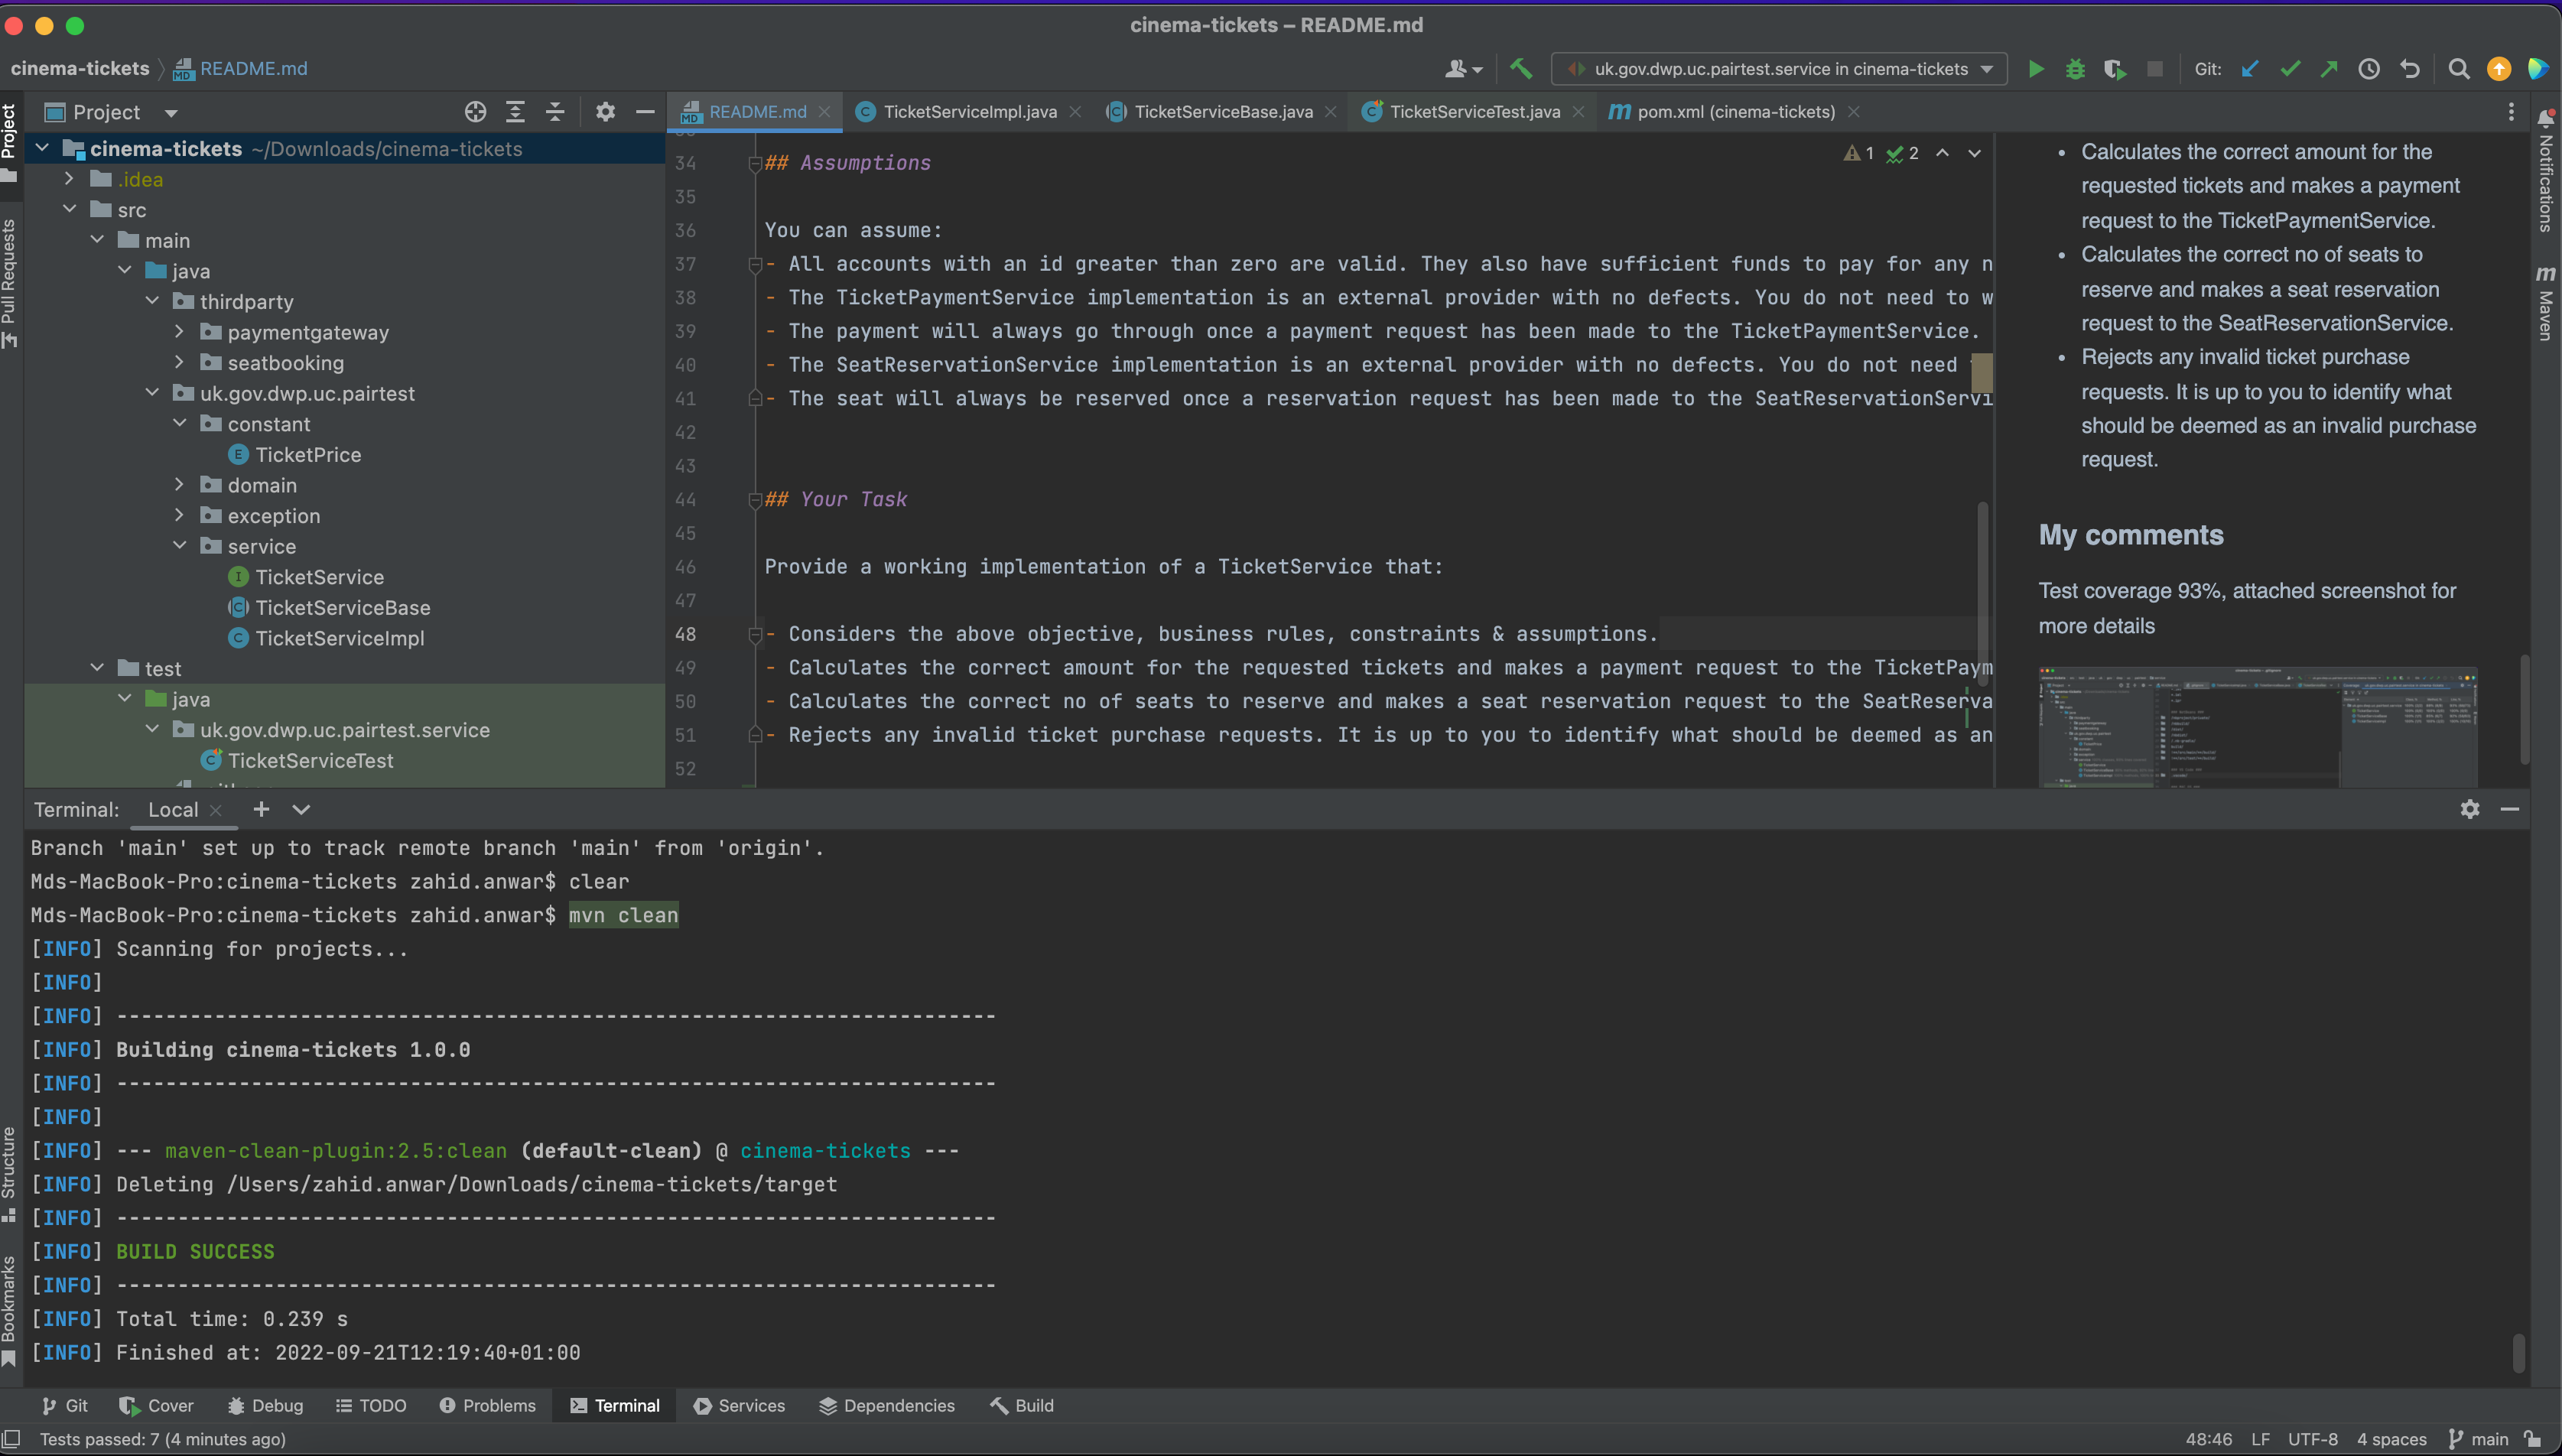 cinema-tickets – README.md
cinema-tickets
README.md
uk.gov.dwp.uc.pairtest.service in cinema-tickets
Git:
Project
README.md
TicketServiceImpl.java
TicketServiceBase.java
TicketServiceTest.java
pom.xml (cinema-tickets)
Project
Pull Requests
Structure
Bookmarks
cinema-tickets ~/Downloads/cinema-tickets
.idea
src
main
java
thirdparty
paymentgateway
seatbooking
uk.gov.dwp.uc.pairtest
constant
TicketPrice
domain
exception
service
TicketService
TicketServiceBase
TicketServiceImpl
test
java
uk.gov.dwp.uc.pairtest.service
TicketServiceTest
1 2
34 ## Assumptions
35
36 You can assume:
37 - All accounts with an id greater than zero are valid. They also have sufficient funds to pay for any n
38 - The TicketPaymentService implementation is an external provider with no defects. You do not need to w
39 - The payment will always go through once a payment request has been made to the TicketPaymentService.
40 - The SeatReservationService implementation is an external provider with no defects. You do not need
41 - The seat will always be reserved once a reservation request has been made to the SeatReservationServi
42
43
44 ## Your Task
45
46 Provide a working implementation of a TicketService that:
47
48 - Considers the above objective, business rules, constraints & assumptions.
49 - Calculates the correct amount for the requested tickets and makes a payment request to the TicketPaym
50 - Calculates the correct no of seats to reserve and makes a seat reservation request to the SeatReserva
51 - Rejects any invalid ticket purchase requests. It is up to you to identify what should be deemed as an
52
• Calculates the correct amount for the
requested tickets and makes a payment
request to the TicketPaymentService.
• Calculates the correct no of seats to
reserve and makes a seat reservation
request to the SeatReservationService.
• Rejects any invalid ticket purchase
requests. It is up to you to identify what
should be deemed as an invalid purchase
request.
My comments
Test coverage 93%, attached screenshot for
more details
Notifications
Maven
Terminal: Local
Branch 'main' set up to track remote branch 'main' from 'origin'.
Mds-MacBook-Pro:cinema-tickets zahid.anwar$ clear
Mds-MacBook-Pro:cinema-tickets zahid.anwar$ mvn clean
[INFO] Scanning for projects...
[INFO]
[INFO] ------------------------------------------------------------------------
[INFO] Building cinema-tickets 1.0.0
[INFO] ------------------------------------------------------------------------
[INFO]
[INFO] --- maven-clean-plugin:2.5:clean (default-clean) @ cinema-tickets ---
[INFO] Deleting /Users/zahid.anwar/Downloads/cinema-tickets/target
[INFO] ------------------------------------------------------------------------
[INFO] BUILD SUCCESS
[INFO] ------------------------------------------------------------------------
[INFO] Total time: 0.239 s
[INFO] Finished at: 2022-09-21T12:19:40+01:00
Git Cover Debug TODO Problems Terminal Services Dependencies Build
Tests passed: 7 (4 minutes ago)
48:46 LF UTF-8 4 spaces main